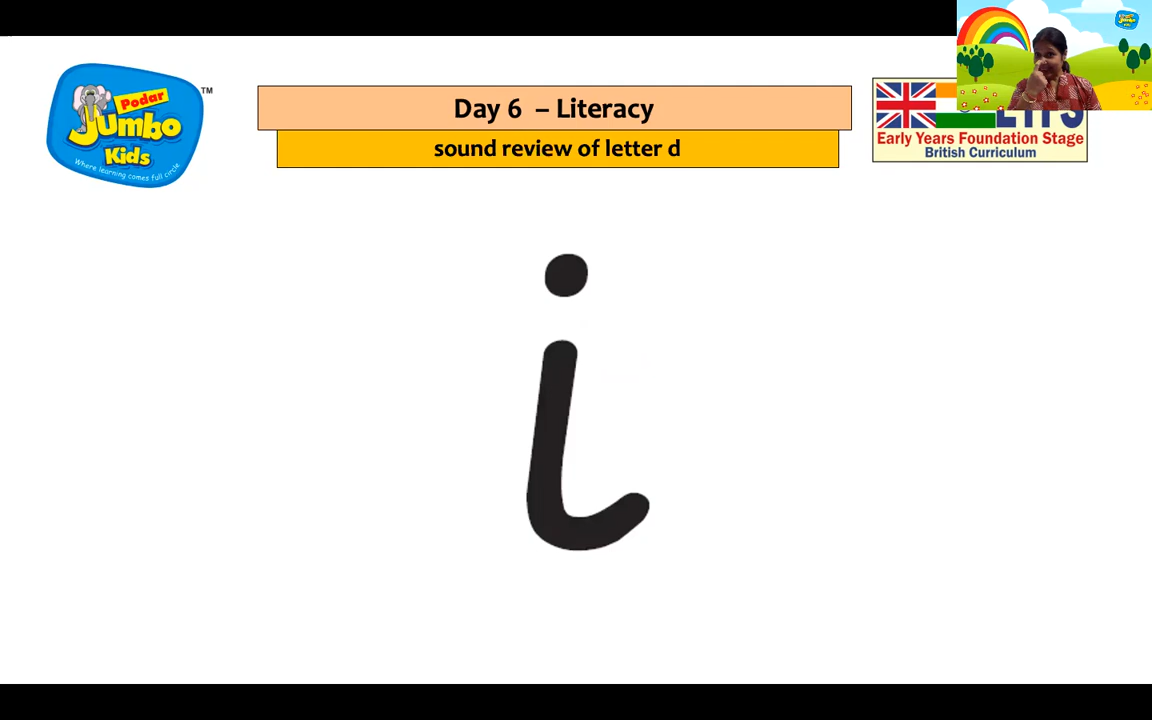 Podar
Jumbo
Kids
Where learning comes full circle
TM
Day 6 – Literacy
sound review of letter d
EYFS
Early Years Foundation Stage
British Curriculum
i